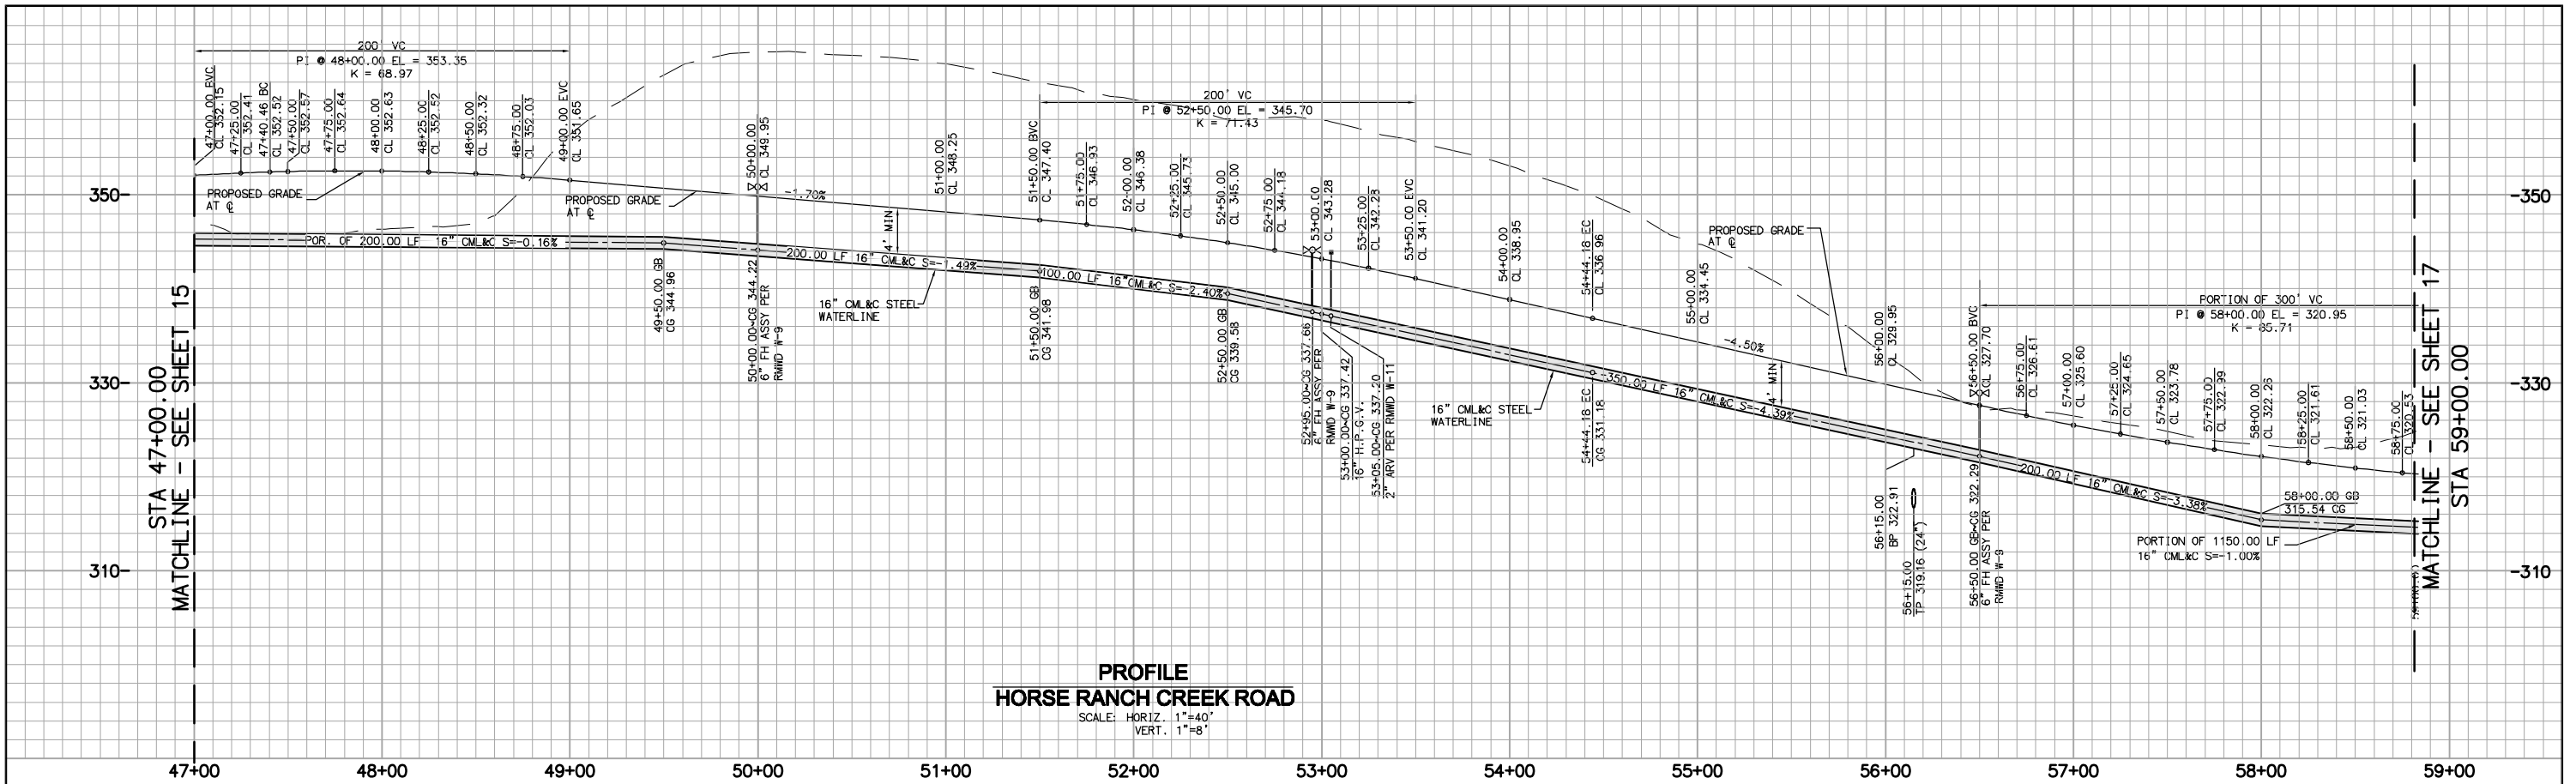 200' VC
PI @ 48+00.00 EL = 353.35
K = 68.97
47+00.00 BVC
CL 352.15
47+25.00
CL 352.41
47+40.46 BC
CL 352.52
47+50.00
CL 352.57
47+75.00
CL 352.64
48+00.00
CL 352.63
48+25.00
CL 352.52
48+50.00
CL 352.32
48+75.00
CL 352.03
49+00.00 EVC
CL 351.65
50+00.00
CL 349.95
51+00.00
CL 348.25
200' VC
PI @ 52+50.00 EL = 345.70
K = 71.43
51+50.00 BVC
CL 347.40
51+75.00
CL 346.93
52+00.00
CL 346.38
52+25.00
CL 345.73
52+50.00
CL 345.00
52+75.00
CL 344.18
53+00.00
CL 343.28
53+25.00
CL 342.28
53+50.00 EVC
CL 341.20
54+00.00
CL 338.95
54+44.18 EC
CL 336.96
55+00.00
CL 334.45
56+00.00
CL 329.95
PORTION OF 300' VC
PI @ 58+00.00 EL = 320.95
K = 85.71
56+50.00 BVC
CL 327.70
56+75.00
CL 326.61
57+00.00
CL 325.60
57+25.00
CL 324.65
57+50.00
CL 323.78
57+75.00
CL 322.99
58+00.00
CL 322.26
58+25.00
CL 321.61
58+50.00
CL 321.03
58+75.00
CL 320.53
350
330
310
-350
-330
-310
STA 47+00.00
MATCHLINE - SEE SHEET 15
MATCHLINE - SEE SHEET 17
STA 59+00.00
PROPOSED GRADE
AT ℄
PROPOSED GRADE
AT ℄
-1.70%
4' MIN
PROPOSED GRADE
AT ℄
-4.50%
4' MIN
POR. OF 200.00 LF 16" CML&C S=-0.16%
200.00 LF 16" CML&C S=-1.49%
100.00 LF 16" CML&C S=-2.40%
350.00 LF 16" CML&C S=-4.39%
200.00 LF 16" CML&C S=-3.38%
PORTION OF 1150.00 LF
16" CML&C S=-1.00%
16" CML&C STEEL
WATERLINE
16" CML&C STEEL
WATERLINE
49+50.00 GB
CG 344.96
50+00.00~CG 344.22
6" FH ASSY PER
RMWD W-9
51+50.00 GB
CG 341.98
52+50.00 GB
CG 339.58
52+95.00~CG 337.66
6" FH ASSY PER
RMWD W-9
53+00.00~CG 337.42
16" H.P.G.V.
53+05.00~CG 337.20
2" ARV PER RMWD W-11
54+44.18 EC
CG 331.18
56+15.00
BP 322.91
56+15.00
TP 319.16 (24")
56+50.00 GB~CG 322.29
6" FH ASSY PER
RMWD W-9
58+00.00 GB
315.54 CG
PROFILE
HORSE RANCH CREEK ROAD
SCALE: HORIZ. 1"=40'
VERT. 1"=8'
47+00
48+00
49+00
50+00
51+00
52+00
53+00
54+00
55+00
56+00
57+00
58+00
59+00